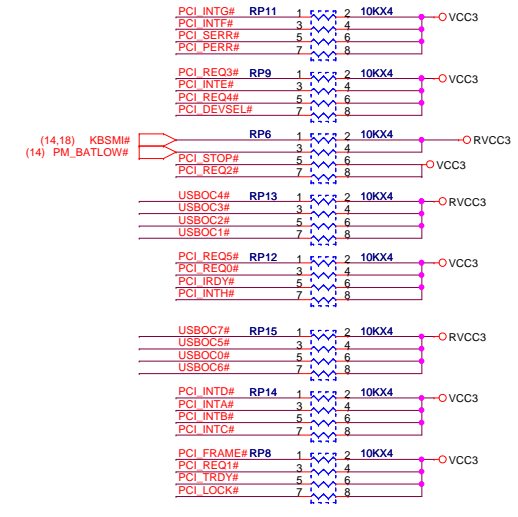 PCI_INTG# RP11 1 2 10KX4
PCI_INTF# 3 4 VCC3
PCI_SERR# 5 6
PCI_PERR# 7 8
PCI_REQ3# RP9 1 2 10KX4
PCI_INTE# 3 4 VCC3
PCI_REQ4# 5 6
PCI_DEVSEL# 7 8
(14,18) KBSMI# RP6 1 2 10KX4 RVCC3
(14) PM_BATLOW# 3 4
PCI_STOP# 5 6 VCC3
PCI_REQ2# 7 8
USBOC4# RP13 1 2 10KX4 RVCC3
USBOC3# 3 4
USBOC2# 5 6
USBOC1# 7 8
PCI_REQ5# RP12 1 2 10KX4 VCC3
PCI_REQ0# 3 4
PCI_IRDY# 5 6
PCI_INTH# 7 8
USBOC7# RP15 1 2 10KX4 RVCC3
USBOC5# 3 4
USBOC0# 5 6
USBOC6# 7 8
PCI_INTD# RP14 1 2 10KX4 VCC3
PCI_INTA# 3 4
PCI_INTB# 5 6
PCI_INTC# 7 8
PCI_FRAME# RP8 1 2 10KX4 VCC3
PCI_REQ1# 3 4
PCI_TRDY# 5 6
PCI_LOCK# 7 8